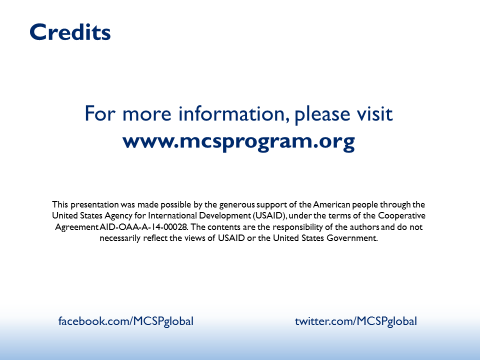 Credits
For more information, please visit
www.mcsprogram.org
This presentation was made possible by the generous support of the American people through the
United States Agency for International Development (USAID), under the terms of the Cooperative
Agreement AID-OAA-A-14-00028. The contents are the responsibility of the authors and do not
necessarily reflect the views of USAID or the United States Government.
facebook.com/MCSPglobal
twitter.com/MCSPglobal